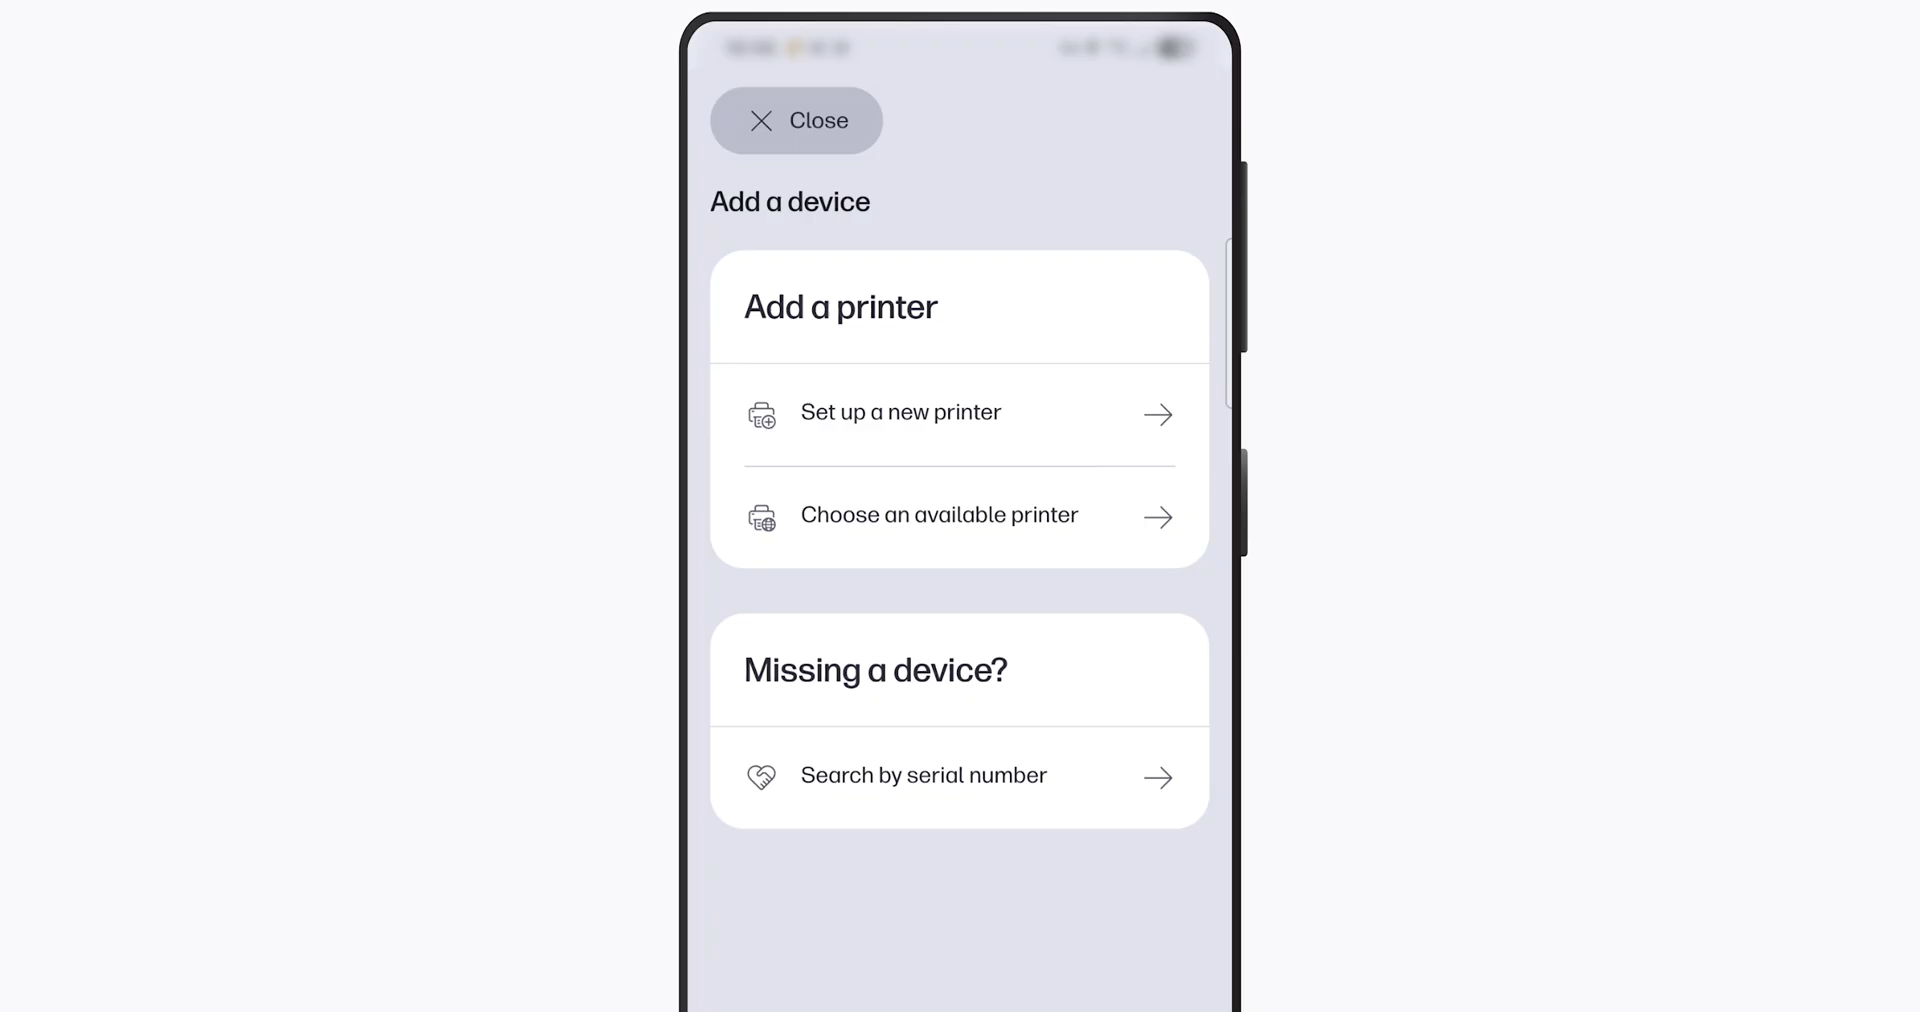 Close
Add a device
Add a printer
Set up a new printer
Choose an available printer
Missing a device?
Search by serial number